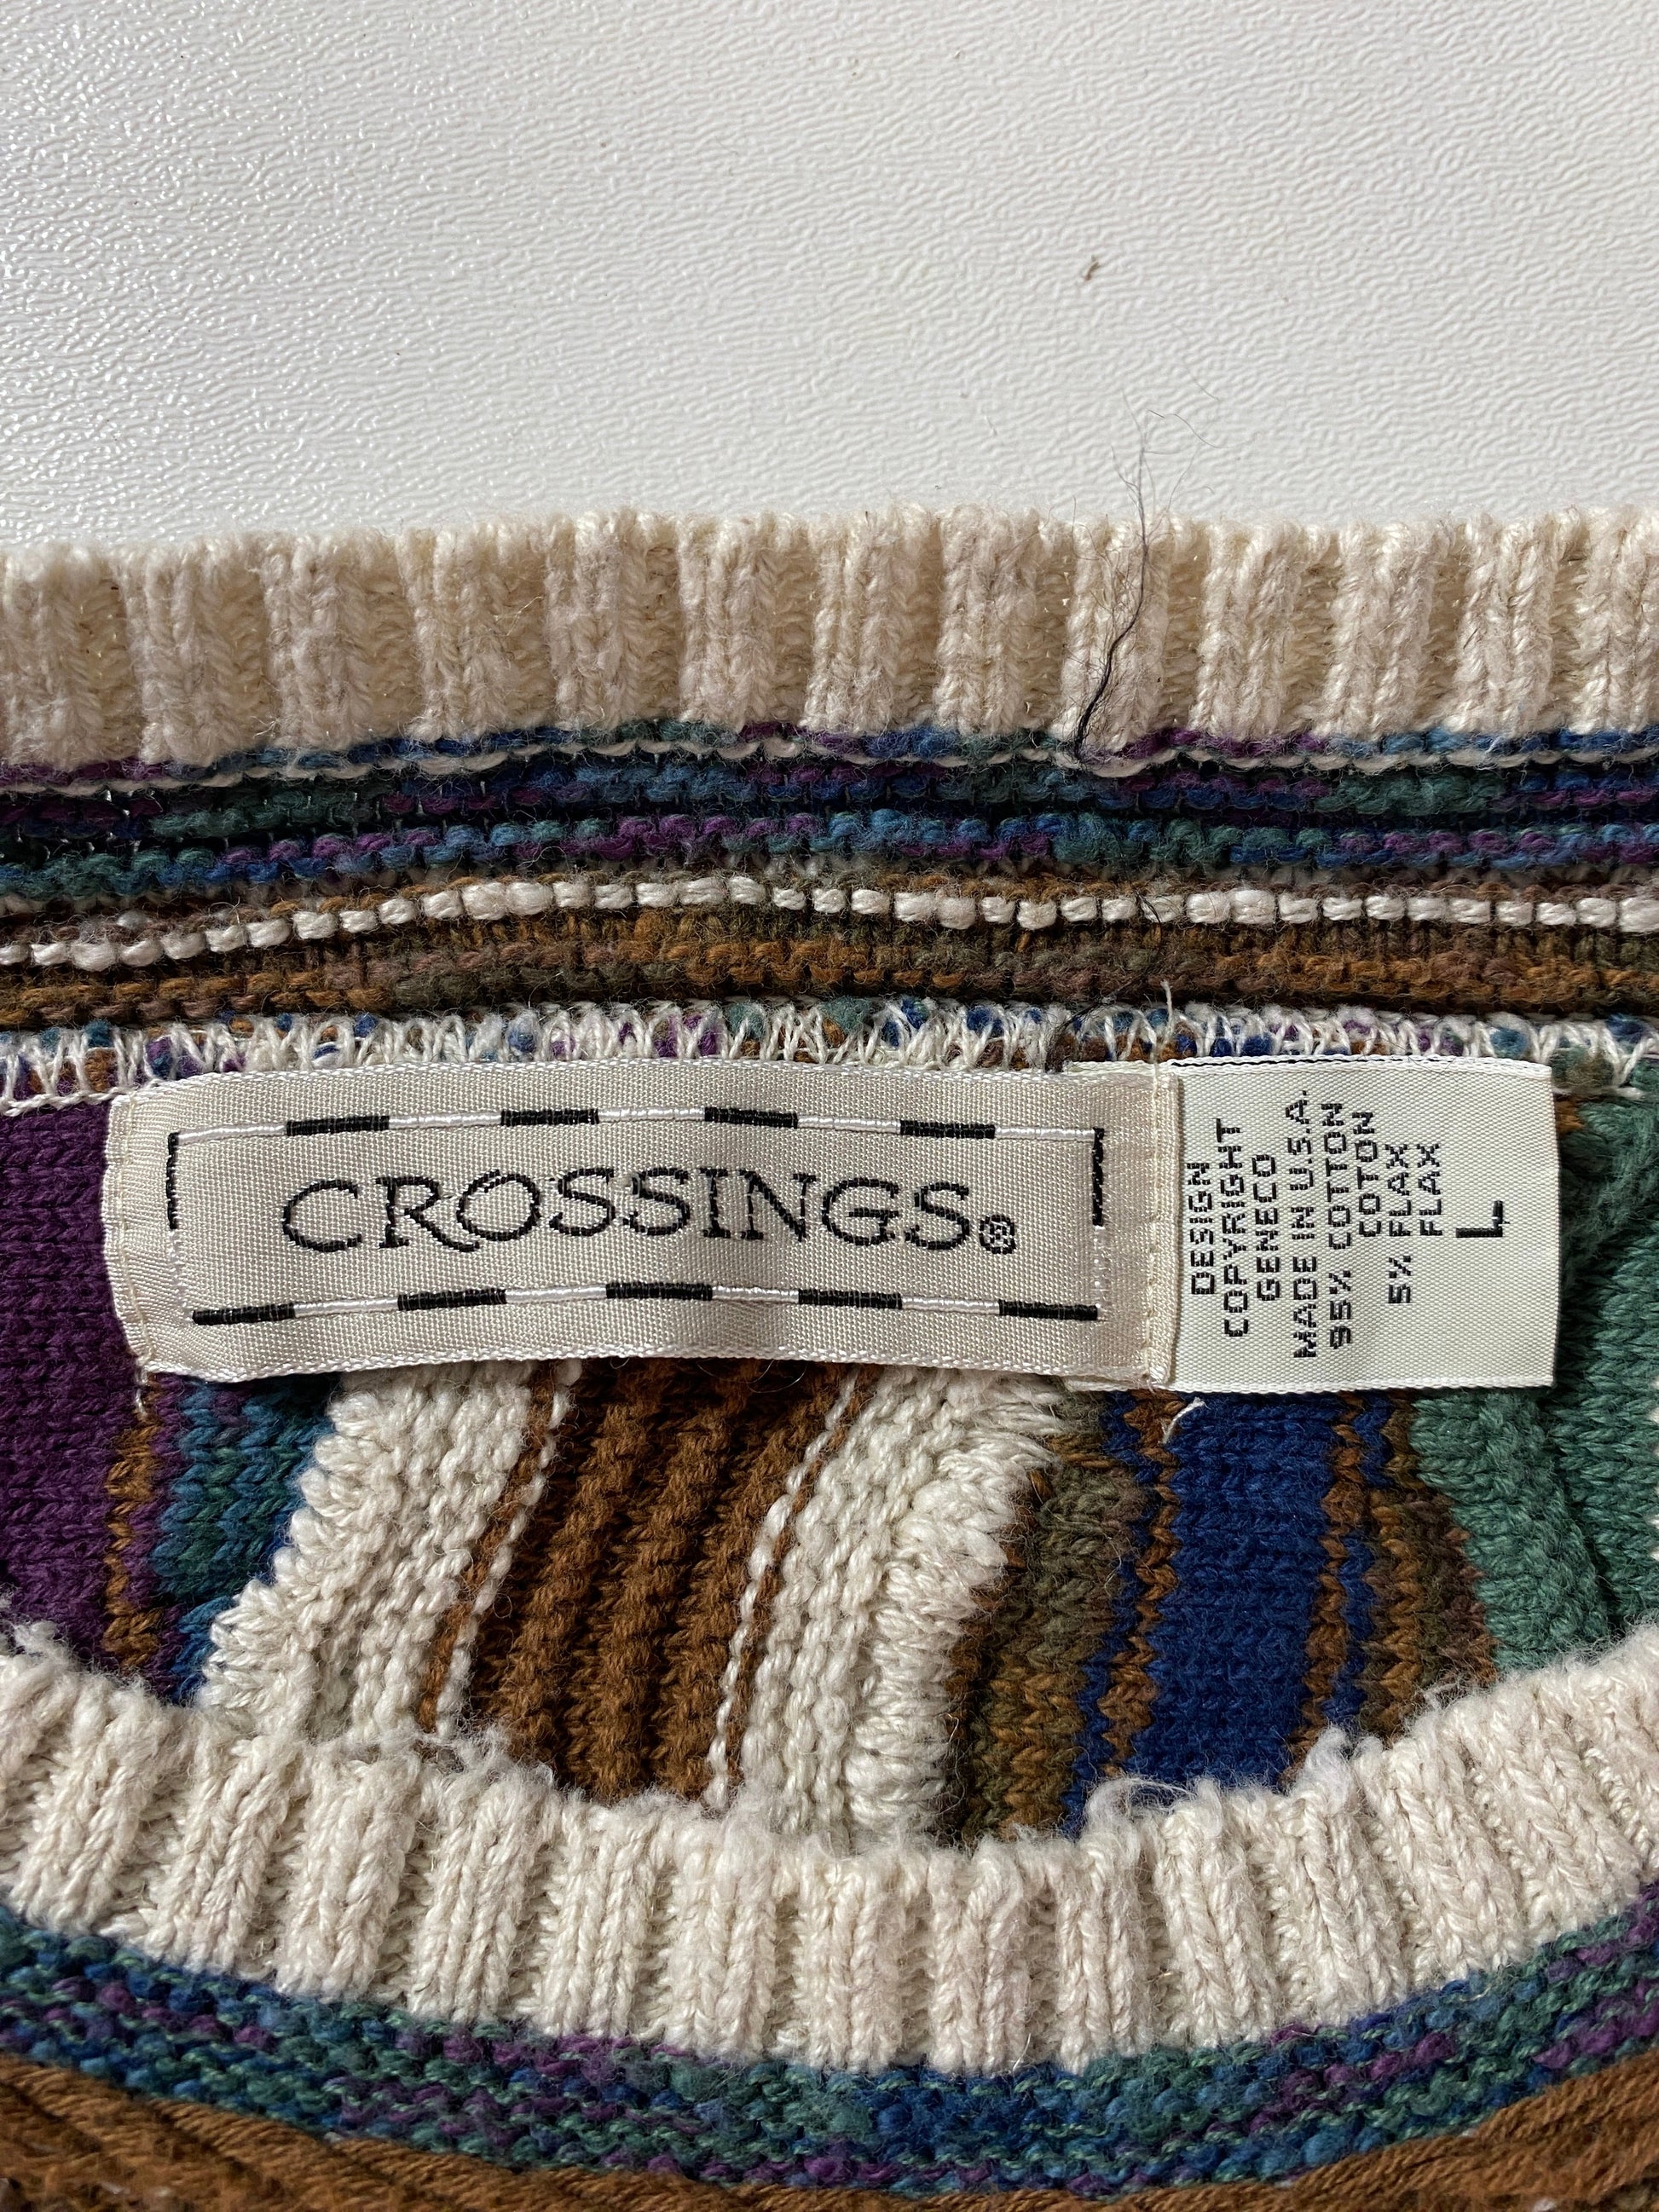 CROSSINGS®
DESIGN
COPYRIGHT
GENECO
MADE IN U.S.A.
95% COTTON
COTON
5% FLAX
FLAX
L